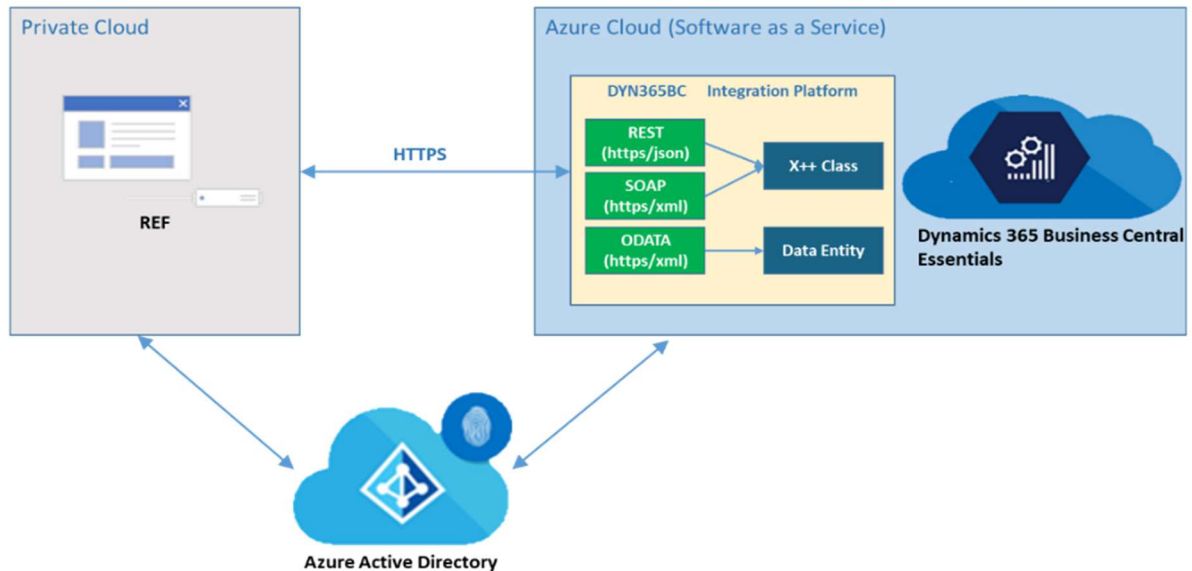 Private Cloud
Azure Cloud (Software as a Service)
DYN365BC Integration Platform
REST
(https/json)
HTTPS
X++ Class
SOAP
(https/xml)
REF
ODATA
(https/xml)
Data Entity
Dynamics 365 Business Central
Essentials
Azure Active Directory